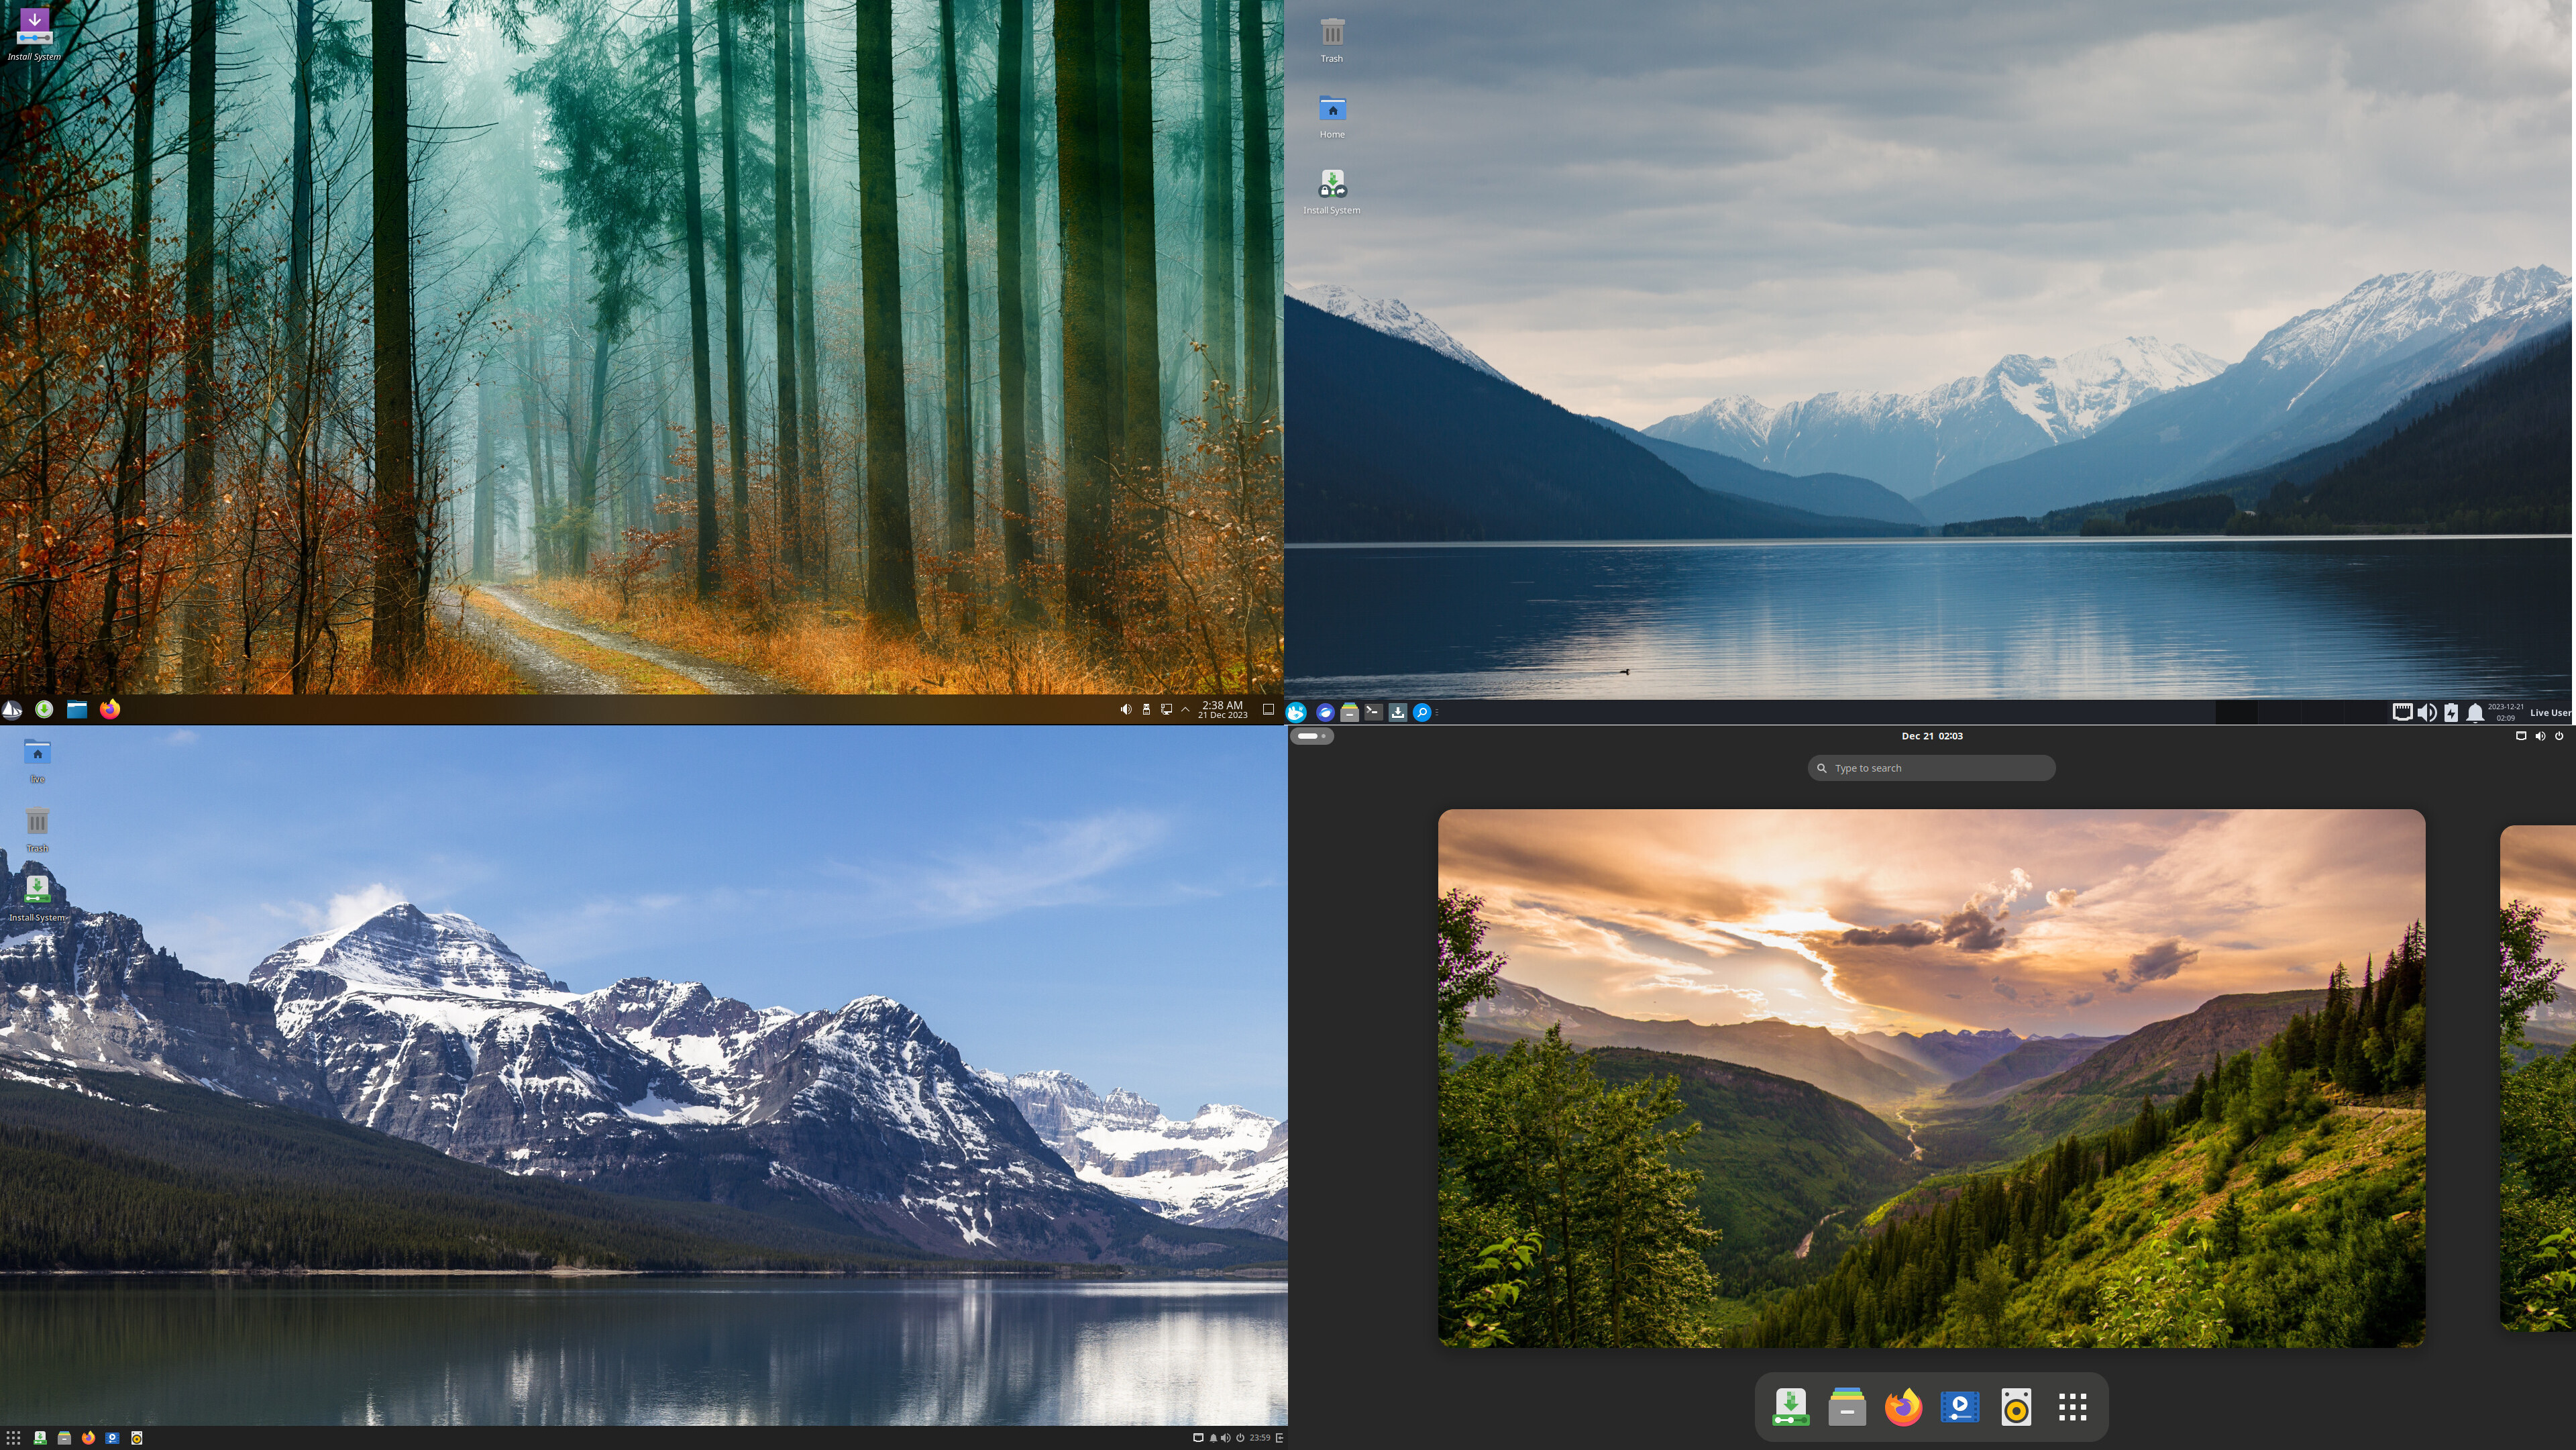 Install System
2:38 AM
21 Dec 2023
Trash
Home
Install System
2023-12-21
02:09
Live User
live
Trash
Install System
23:59
Dec 21 02:03
Type to search